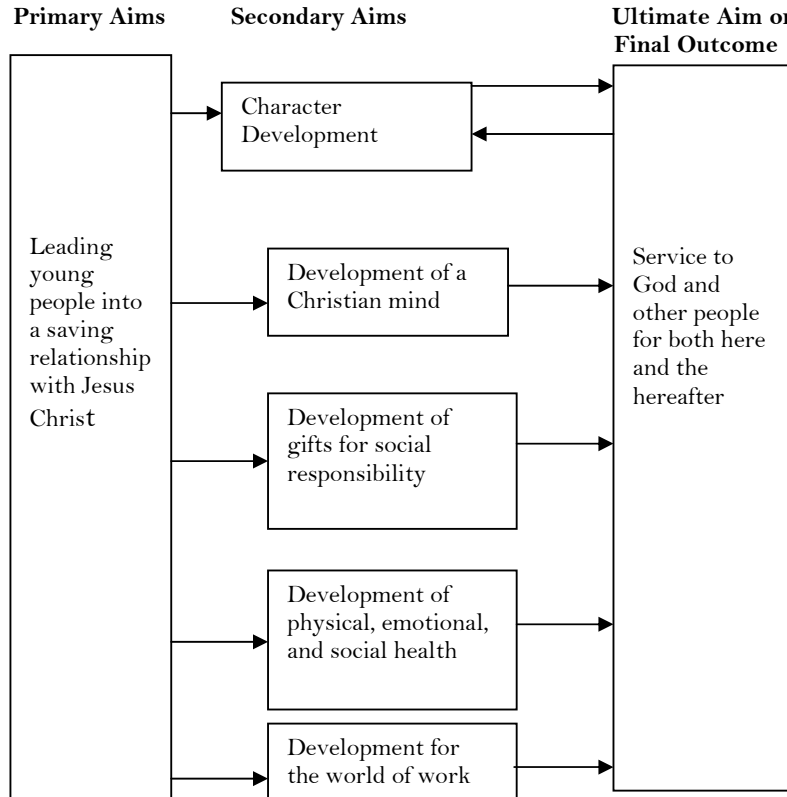 Primary Aims
Secondary Aims
Ultimate Aim or
Final Outcome
Character
Development
Leading
young
people into
a saving
relationship
with Jesus
Christ
Development of a
Christian mind
Service to
God and
other people
for both here
and the
hereafter
Development of
gifts for social
responsibility
Development of
physical, emotional,
and social health
Development for
the world of work